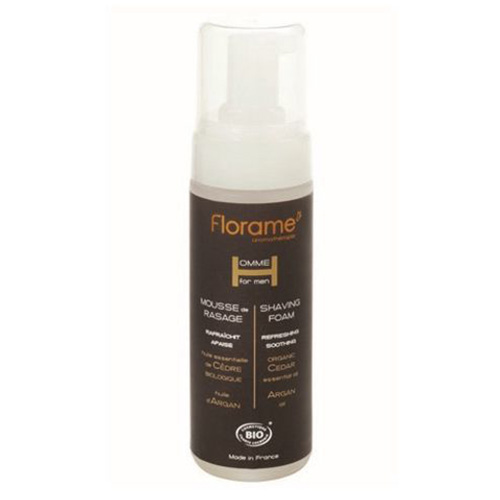 Florame
aromathérapie
HOMME
for men
MOUSSE de
RASAGE
RAFRAÎCHIT
APAISE
huile essentielle
de CÈDRE
BIOLOGIQUE
huile
d'ARGAN
SHAVING
FOAM
REFRESHING
SOOTHING
ORGANIC
CEDAR
essential oil
ARGAN
oil
BIO
Made in France